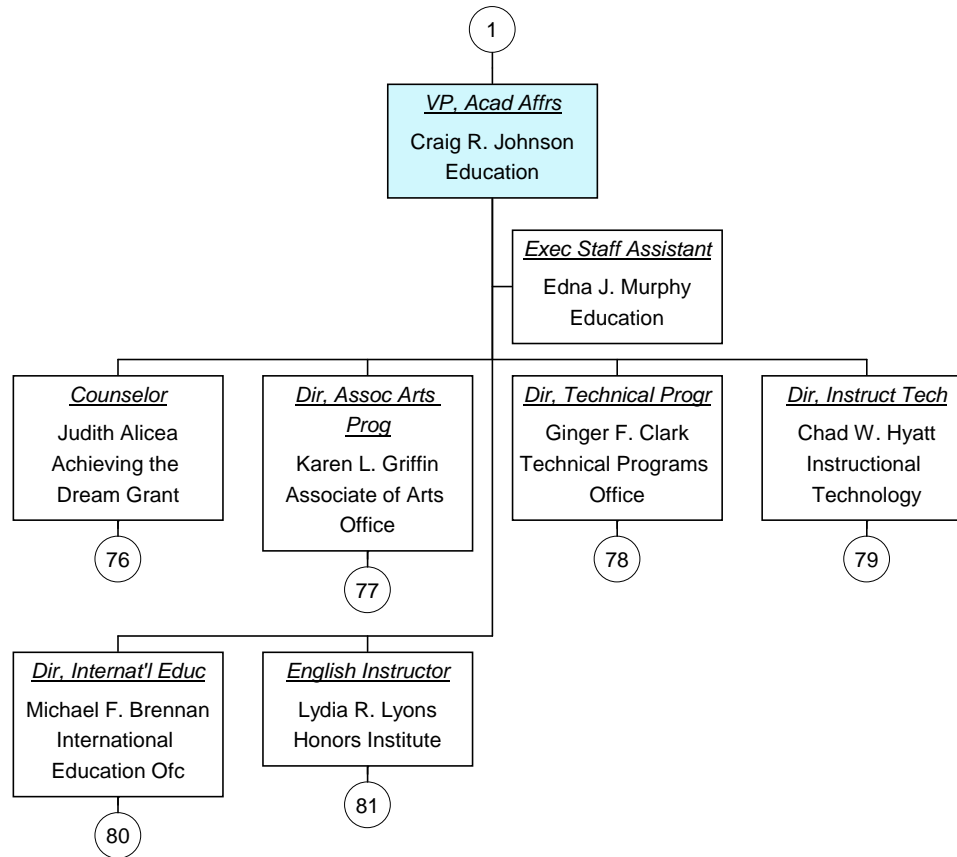 1
VP, Acad Affrs
Craig R. Johnson
Education
Exec Staff Assistant
Edna J. Murphy
Education
Counselor
Judith Alicea
Achieving the
Dream Grant
76
Dir, Assoc Arts
Prog
Karen L. Griffin
Associate of Arts
Office
77
Dir, Technical Progr
Ginger F. Clark
Technical Programs
Office
78
Dir, Instruct Tech
Chad W. Hyatt
Instructional
Technology
79
Dir, Internat'l Educ
Michael F. Brennan
International
Education Ofc
80
English Instructor
Lydia R. Lyons
Honors Institute
81